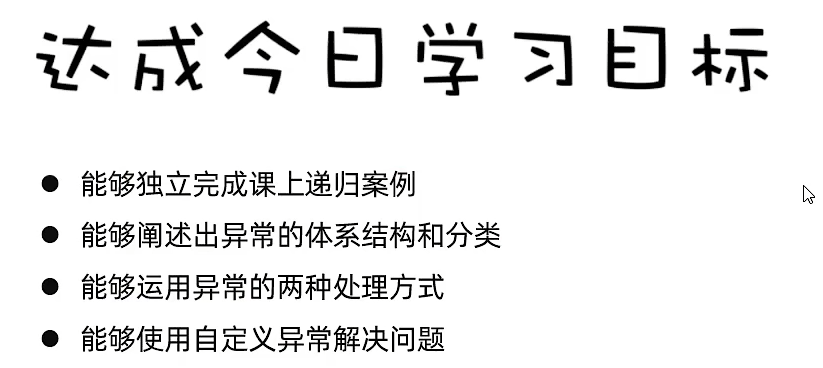 达成今日学习目标
● 能够独立完成课上递归案例
● 能够阐述出异常的体系结构和分类
● 能够运用异常的两种处理方式
● 能够使用自定义异常解决问题